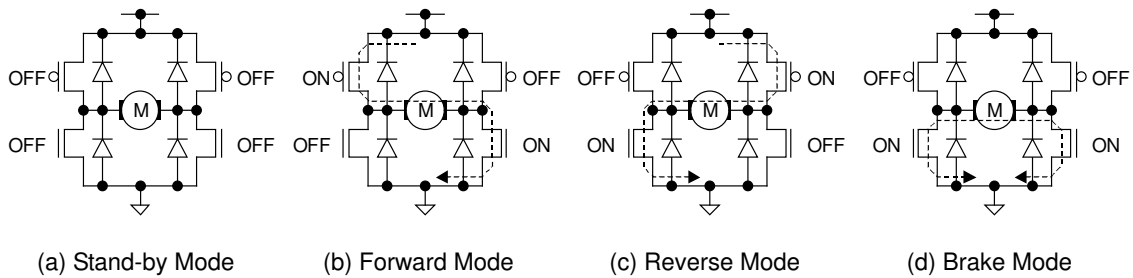 OFF OFF ON OFF OFF ON OFF OFF
M M M M
OFF OFF OFF ON ON OFF ON ON
(a) Stand-by Mode (b) Forward Mode (c) Reverse Mode (d) Brake Mode